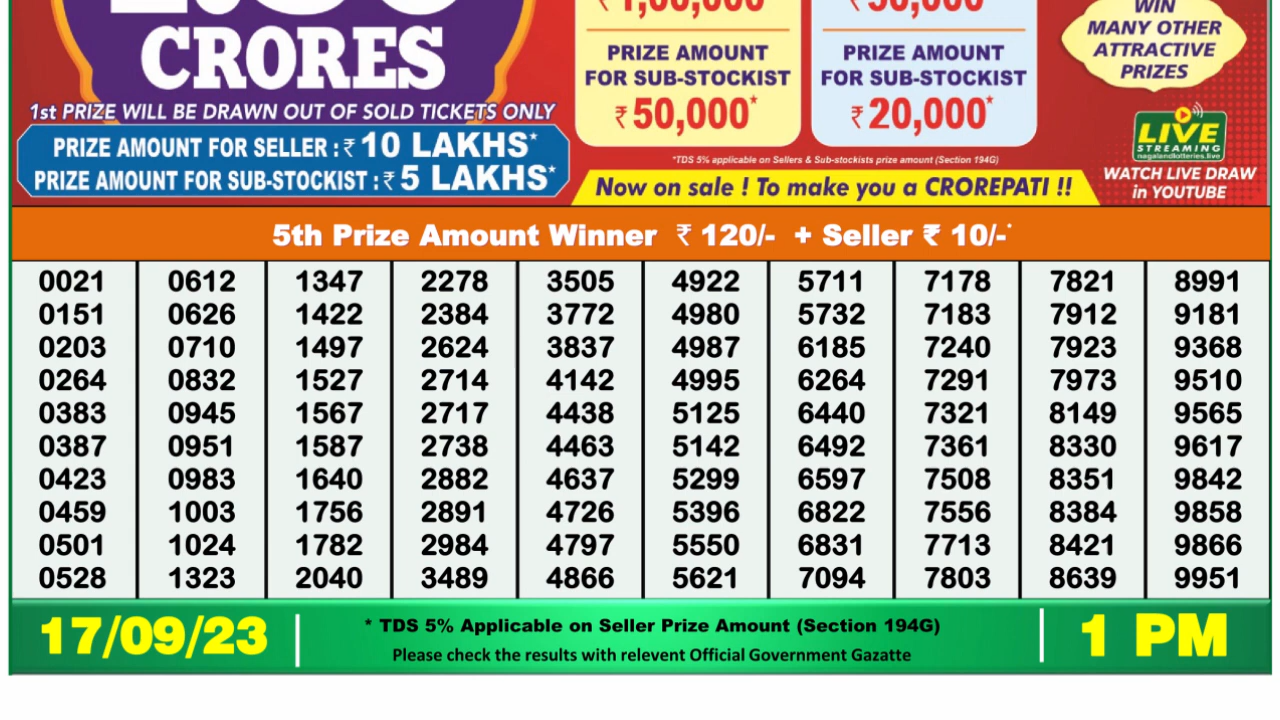 CRORES
1st PRIZE WILL BE DRAWN OUT OF SOLD TICKETS ONLY
PRIZE AMOUNT FOR SELLER : ₹ 10 LAKHS*
PRIZE AMOUNT FOR SUB-STOCKIST : ₹ 5 LAKHS*
PRIZE AMOUNT
FOR SUB-STOCKIST
₹ 50,000*
PRIZE AMOUNT
FOR SUB-STOCKIST
₹ 20,000*
*TDS 5% applicable on Sellers & Sub-stockists prize amount (Section 194G)
Now on sale ! To make you a CROREPATI !!
WIN
MANY OTHER
ATTRACTIVE
PRIZES
LIVE
STREAMING
nagalandlotteries.live
WATCH LIVE DRAW
in YOUTUBE
5th Prize Amount Winner ₹ 120/- + Seller ₹ 10/-*
0021 0612 1347 2278 3505 4922 5711 7178 7821 8991
0151 0626 1422 2384 3772 4980 5732 7183 7912 9181
0203 0710 1497 2624 3837 4987 6185 7240 7923 9368
0264 0832 1527 2714 4142 4995 6264 7291 7973 9510
0383 0945 1567 2717 4438 5125 6440 7321 8149 9565
0387 0951 1587 2738 4463 5142 6492 7361 8330 9617
0423 0983 1640 2882 4637 5299 6597 7508 8351 9842
0459 1003 1756 2891 4726 5396 6822 7556 8384 9858
0501 1024 1782 2984 4797 5550 6831 7713 8421 9866
0528 1323 2040 3489 4866 5621 7094 7803 8639 9951
17/09/23
* TDS 5% Applicable on Seller Prize Amount (Section 194G)
Please check the results with relevent Official Government Gazatte
1 PM